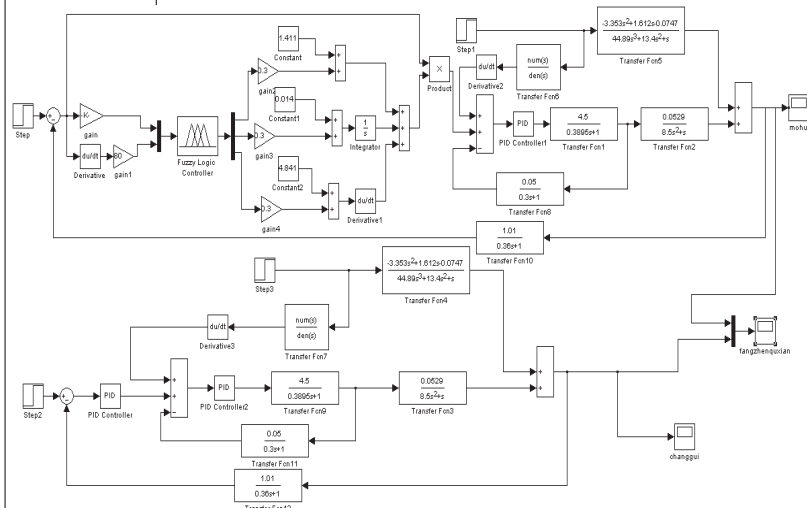 Step
+
−
-K-
gain
du/dt
Derivative
80
gain1
Fuzzy Logic
Controller
0.3
gain2
0.3
gain3
0.3
gain4
1.411
Constant
0.014
Constant1
4.841
Constant2
+
+
+
+
+
+
1
s
Integrator
du/dt
Derivative1
+
+
+
×
Product
Step1
du/dt
Derivative2
num(s)
den(s)
Transfer Fcn6
-3.353s²+1.612s-0.0747
44.89s³+13.4s²+s
Transfer Fcn5
+
+
−
PID
PID Controller1
4.5
0.3895s+1
Transfer Fcn1
0.0529
8.5s²+s
Transfer Fcn2
+
+
mohu
0.05
0.3s+1
Transfer Fcn8
1.01
0.36s+1
Transfer Fcn10
Step3
-3.353s²+1.612s-0.0747
44.89s³+13.4s²+s
Transfer Fcn4
du/dt
Derivative3
num(s)
den(s)
Transfer Fcn7
fangzhenquxian
Step2
+
−
PID
PID Controller
+
+
−
PID
PID Controller2
4.5
0.3895s+1
Transfer Fcn9
0.0529
8.5s²+s
Transfer Fcn3
+
+
0.05
0.3s+1
Transfer Fcn11
changgui
1.01
0.36s+1
Transfer Fcn12